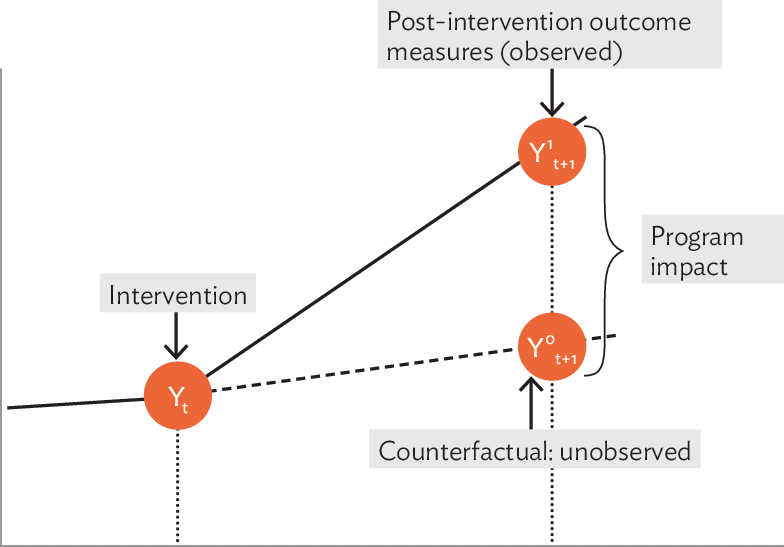 Post-intervention outcome
measures (observed)
Y¹ₜ₊₁
Program
impact
Intervention
Y⁰ₜ₊₁
Yₜ
Counterfactual: unobserved